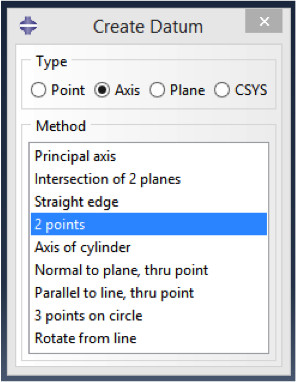 Create Datum
Type
Point Axis Plane CSYS
Method
Principal axis
Intersection of 2 planes
Straight edge
2 points
Axis of cylinder
Normal to plane, thru point
Parallel to line, thru point
3 points on circle
Rotate from line